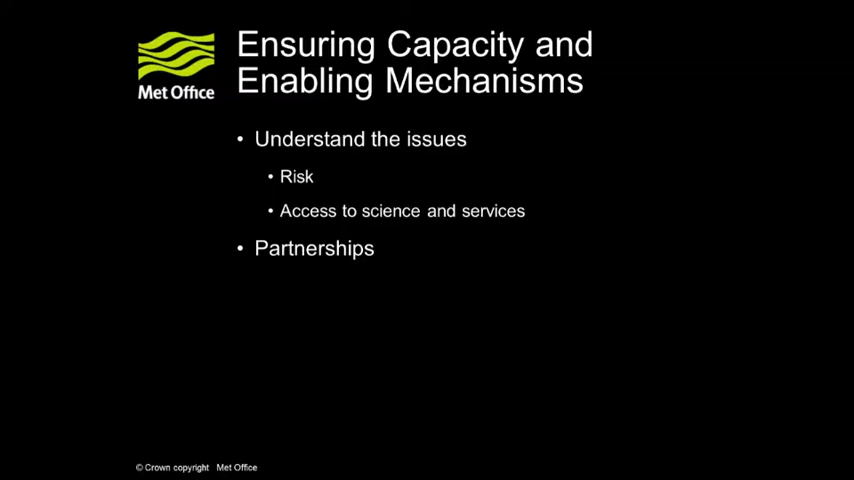 Met Office
Ensuring Capacity and
Enabling Mechanisms
• Understand the issues
• Risk
• Access to science and services
• Partnerships
© Crown copyright Met Office